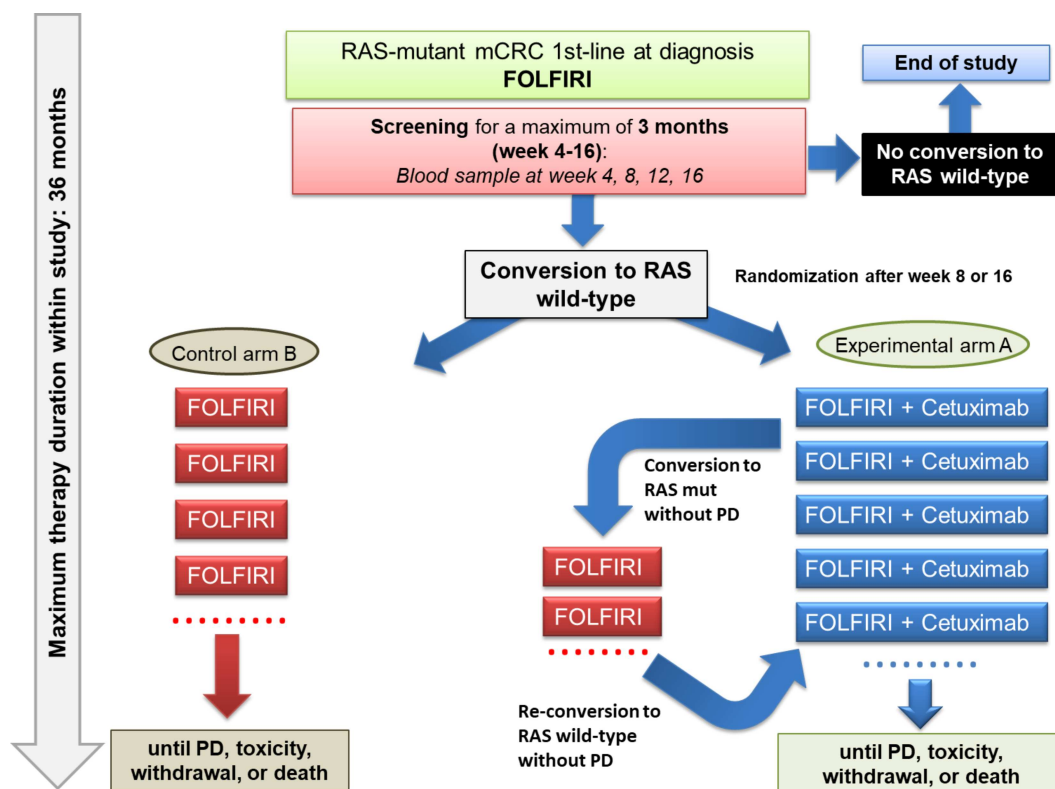 Maximum therapy duration within study: 36 months
RAS-mutant mCRC 1st-line at diagnosis
FOLFIRI
Screening for a maximum of 3 months
(week 4-16):
Blood sample at week 4, 8, 12, 16
End of study
No conversion to
RAS wild-type
Conversion to RAS
wild-type
Randomization after week 8 or 16
Control arm B
FOLFIRI
FOLFIRI
FOLFIRI
FOLFIRI
until PD, toxicity,
withdrawal, or death
Experimental arm A
FOLFIRI + Cetuximab
FOLFIRI + Cetuximab
FOLFIRI + Cetuximab
FOLFIRI + Cetuximab
FOLFIRI + Cetuximab
Conversion to
RAS mut
without PD
FOLFIRI
FOLFIRI
Re-conversion to
RAS wild-type
without PD
until PD, toxicity,
withdrawal, or death